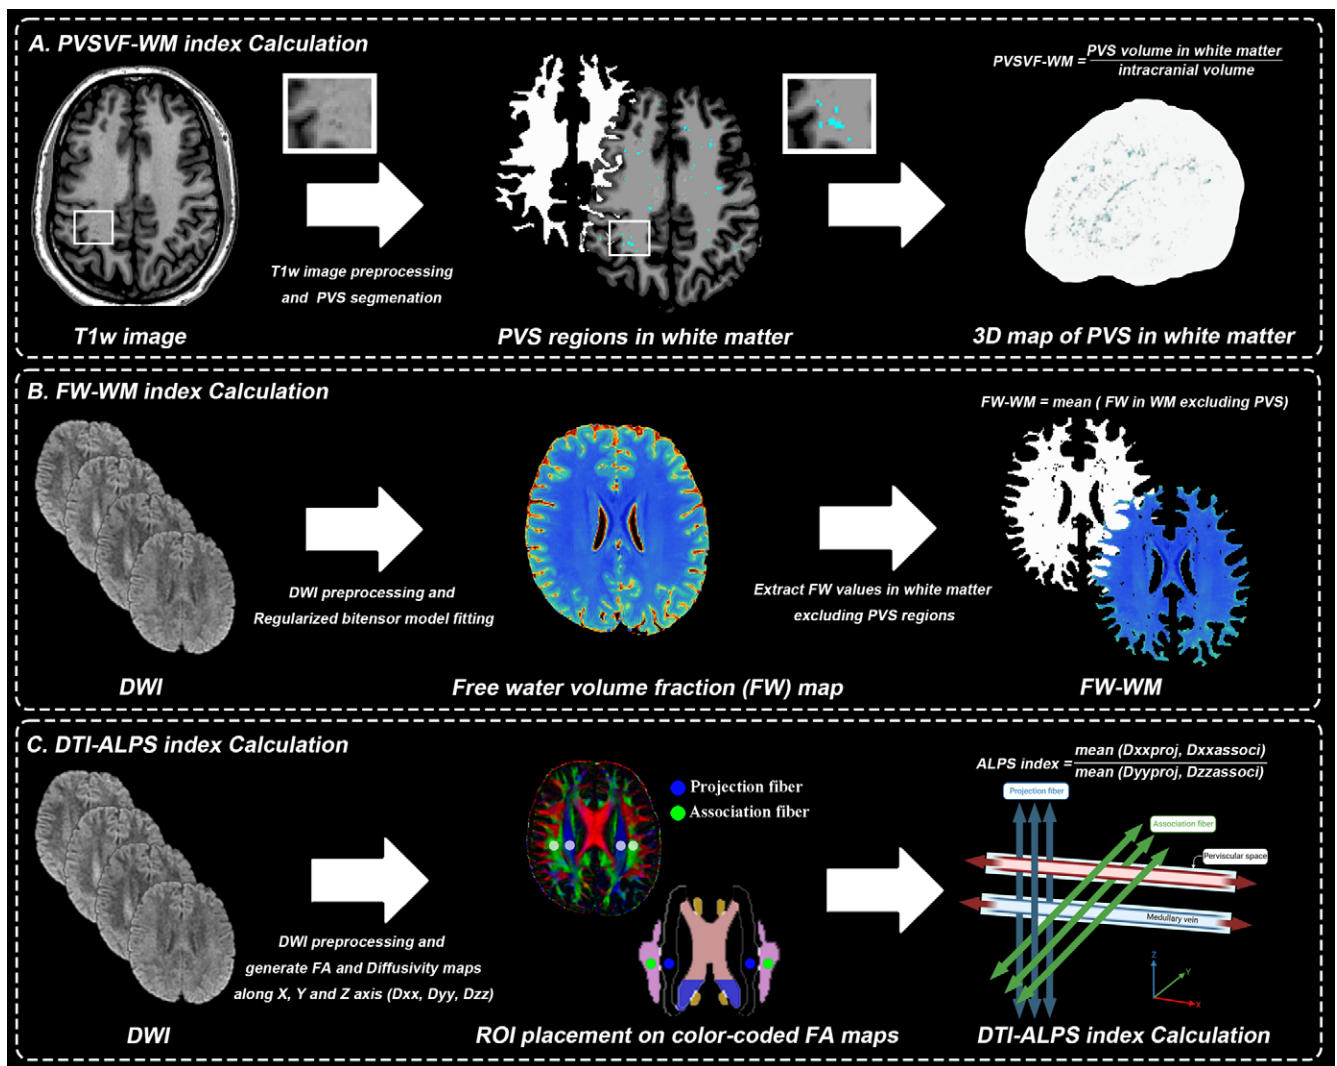 A. PVSVF-WM index Calculation
PVSVF-WM = PVS volume in white matter
intracranial volume
T1w image preprocessing
and PVS segmenation
T1w image
PVS regions in white matter
3D map of PVS in white matter
B. FW-WM index Calculation
FW-WM = mean ( FW in WM excluding PVS)
DWI preprocessing and
Regularized bitensor model fitting
Extract FW values in white matter
excluding PVS regions
DWI
Free water volume fraction (FW) map
FW-WM
C. DTI-ALPS index Calculation
ALPS index = mean (Dxxproj, Dxxassoci)
mean (Dyyproj, Dzzassoci)
Projection fiber
Association fiber
Projection fiber
Association fiber
Perviscular space
Medullary vein
Z
Y
X
DWI preprocessing and
generate FA and Diffusivity maps
along X, Y and Z axis (Dxx, Dyy, Dzz)
DWI
ROI placement on color-coded FA maps
DTI-ALPS index Calculation